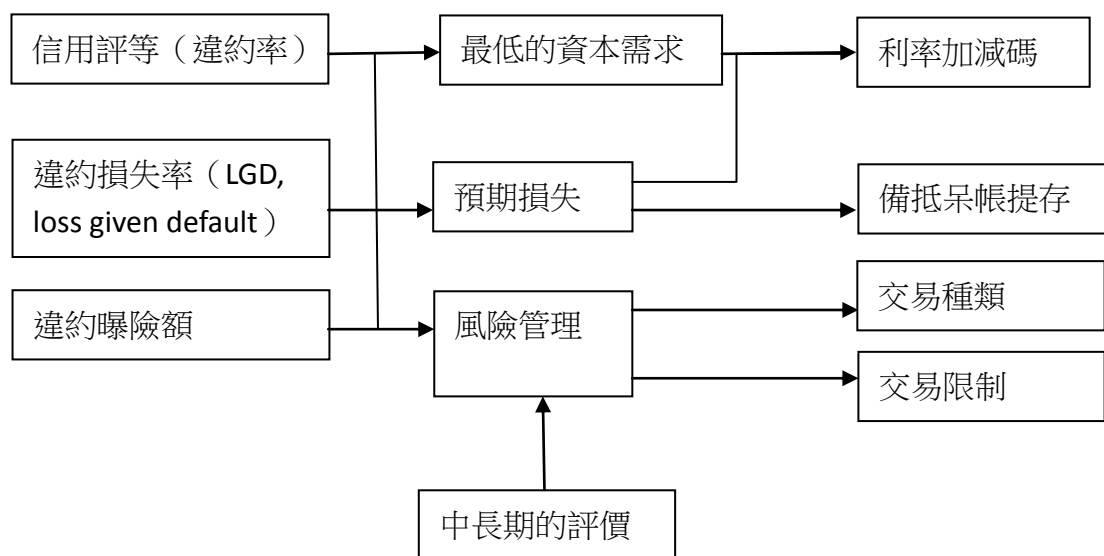 信用評等（違約率）
最低的資本需求
利率加減碼
違約損失率（LGD,
loss given default）
預期損失
備抵呆帳提存
違約曝險額
風險管理
交易種類
交易限制
中長期的評價